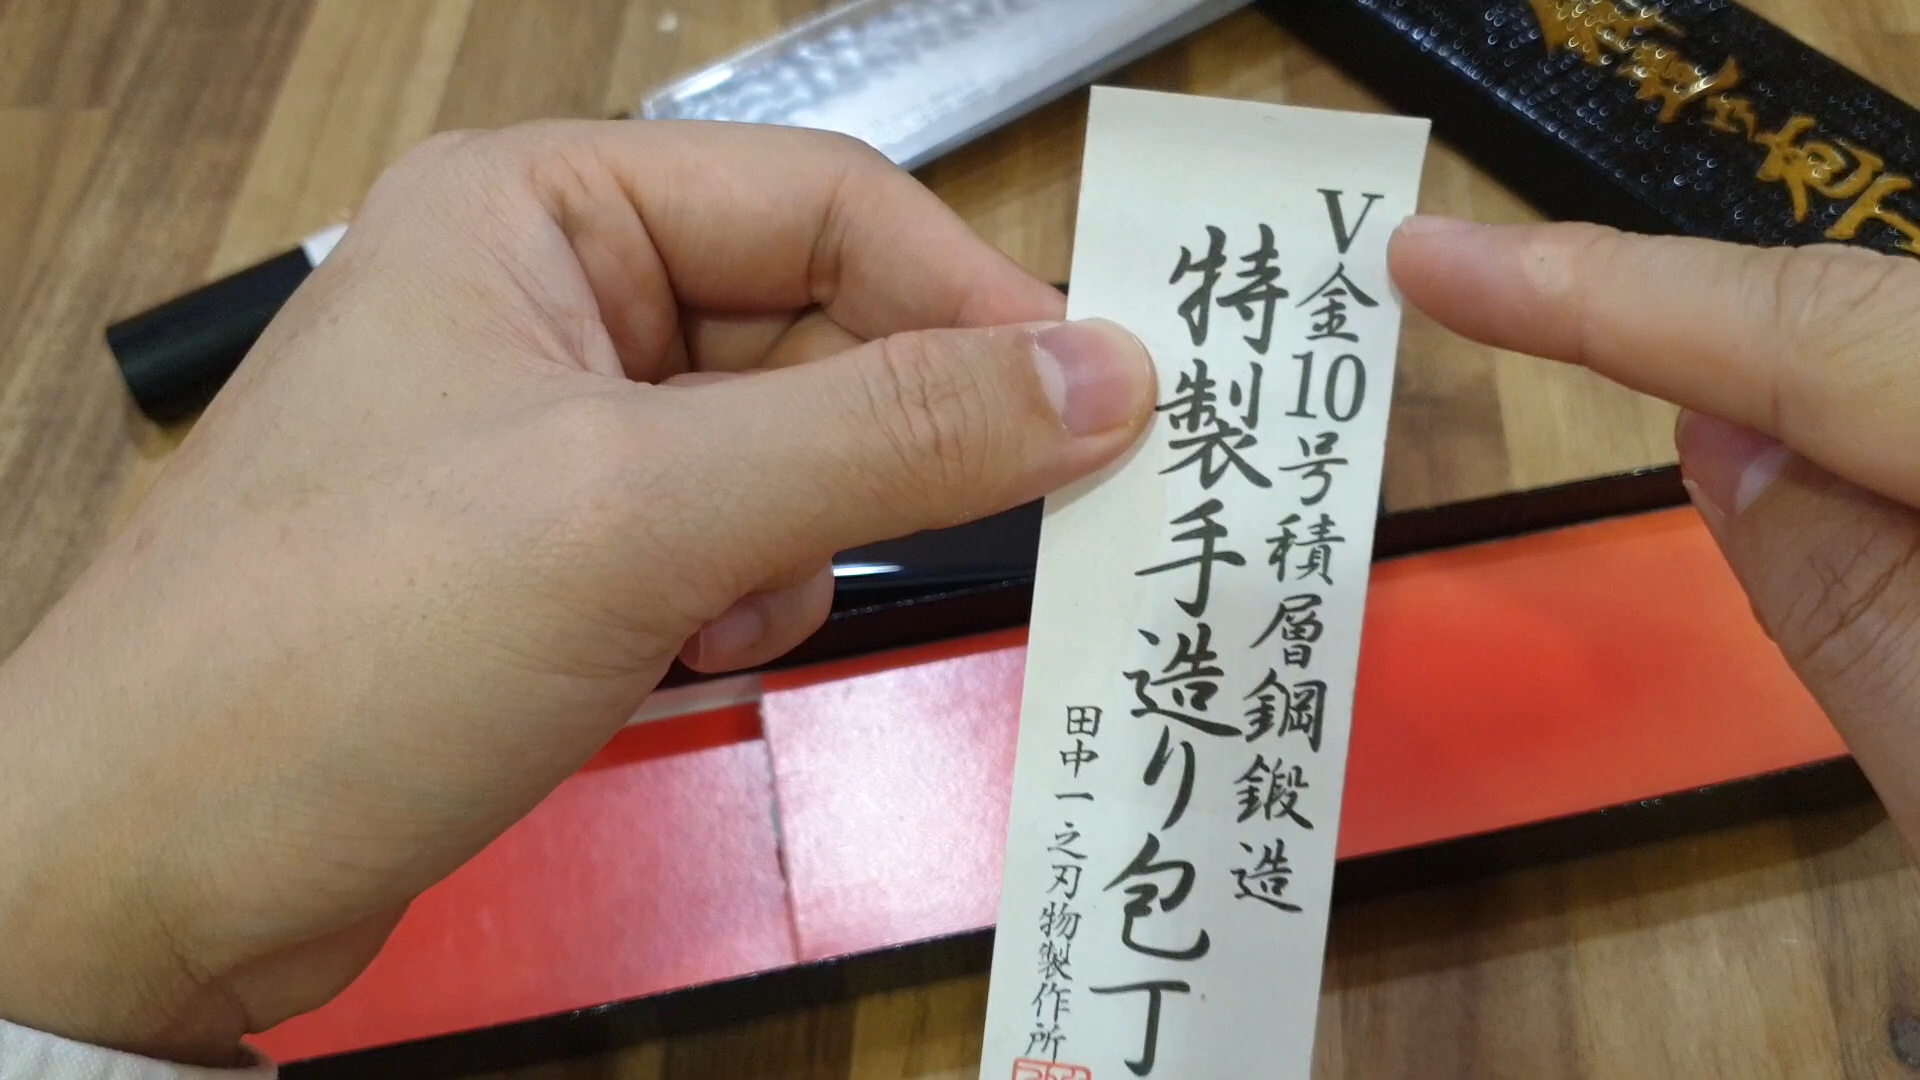 V金10号積層鋼鍛造
特製手造り包丁
田中一之刃物製作所